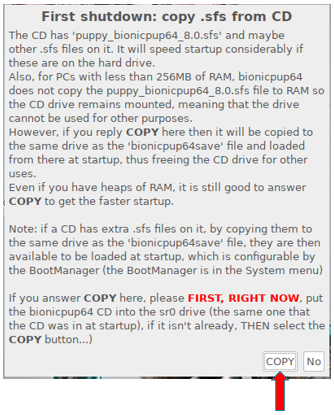 First shutdown: copy .sfs from CD
The CD has 'puppy_bionicpup64_8.0.sfs' and maybe
other .sfs files on it. It will speed startup considerably if
these are on the hard drive.
Also, for PCs with less than 256MB of RAM, bionicpup64
does not copy the puppy_bionicpup64_8.0.sfs file to RAM so
the CD drive remains mounted, meaning that the drive
cannot be used for other purposes.
However, if you reply COPY here then it will be copied to
the same drive as the 'bionicpup64save' file and loaded
from there at startup, thus freeing the CD drive for other
uses.
Even if you have heaps of RAM, it is still good to answer
COPY to get the faster startup.
Note: if a CD has extra .sfs files on it, by copying them to
the same drive as the 'bionicpup64save' file, they are then
available to be loaded at startup, which is configurable by
the BootManager (the BootManager is in the System menu)
If you answer COPY here, please FIRST, RIGHT NOW, put
the bionicpup64 CD into the sr0 drive (the same one that
the CD was in at startup), if it isn't already, THEN select the
COPY button...)
COPY No